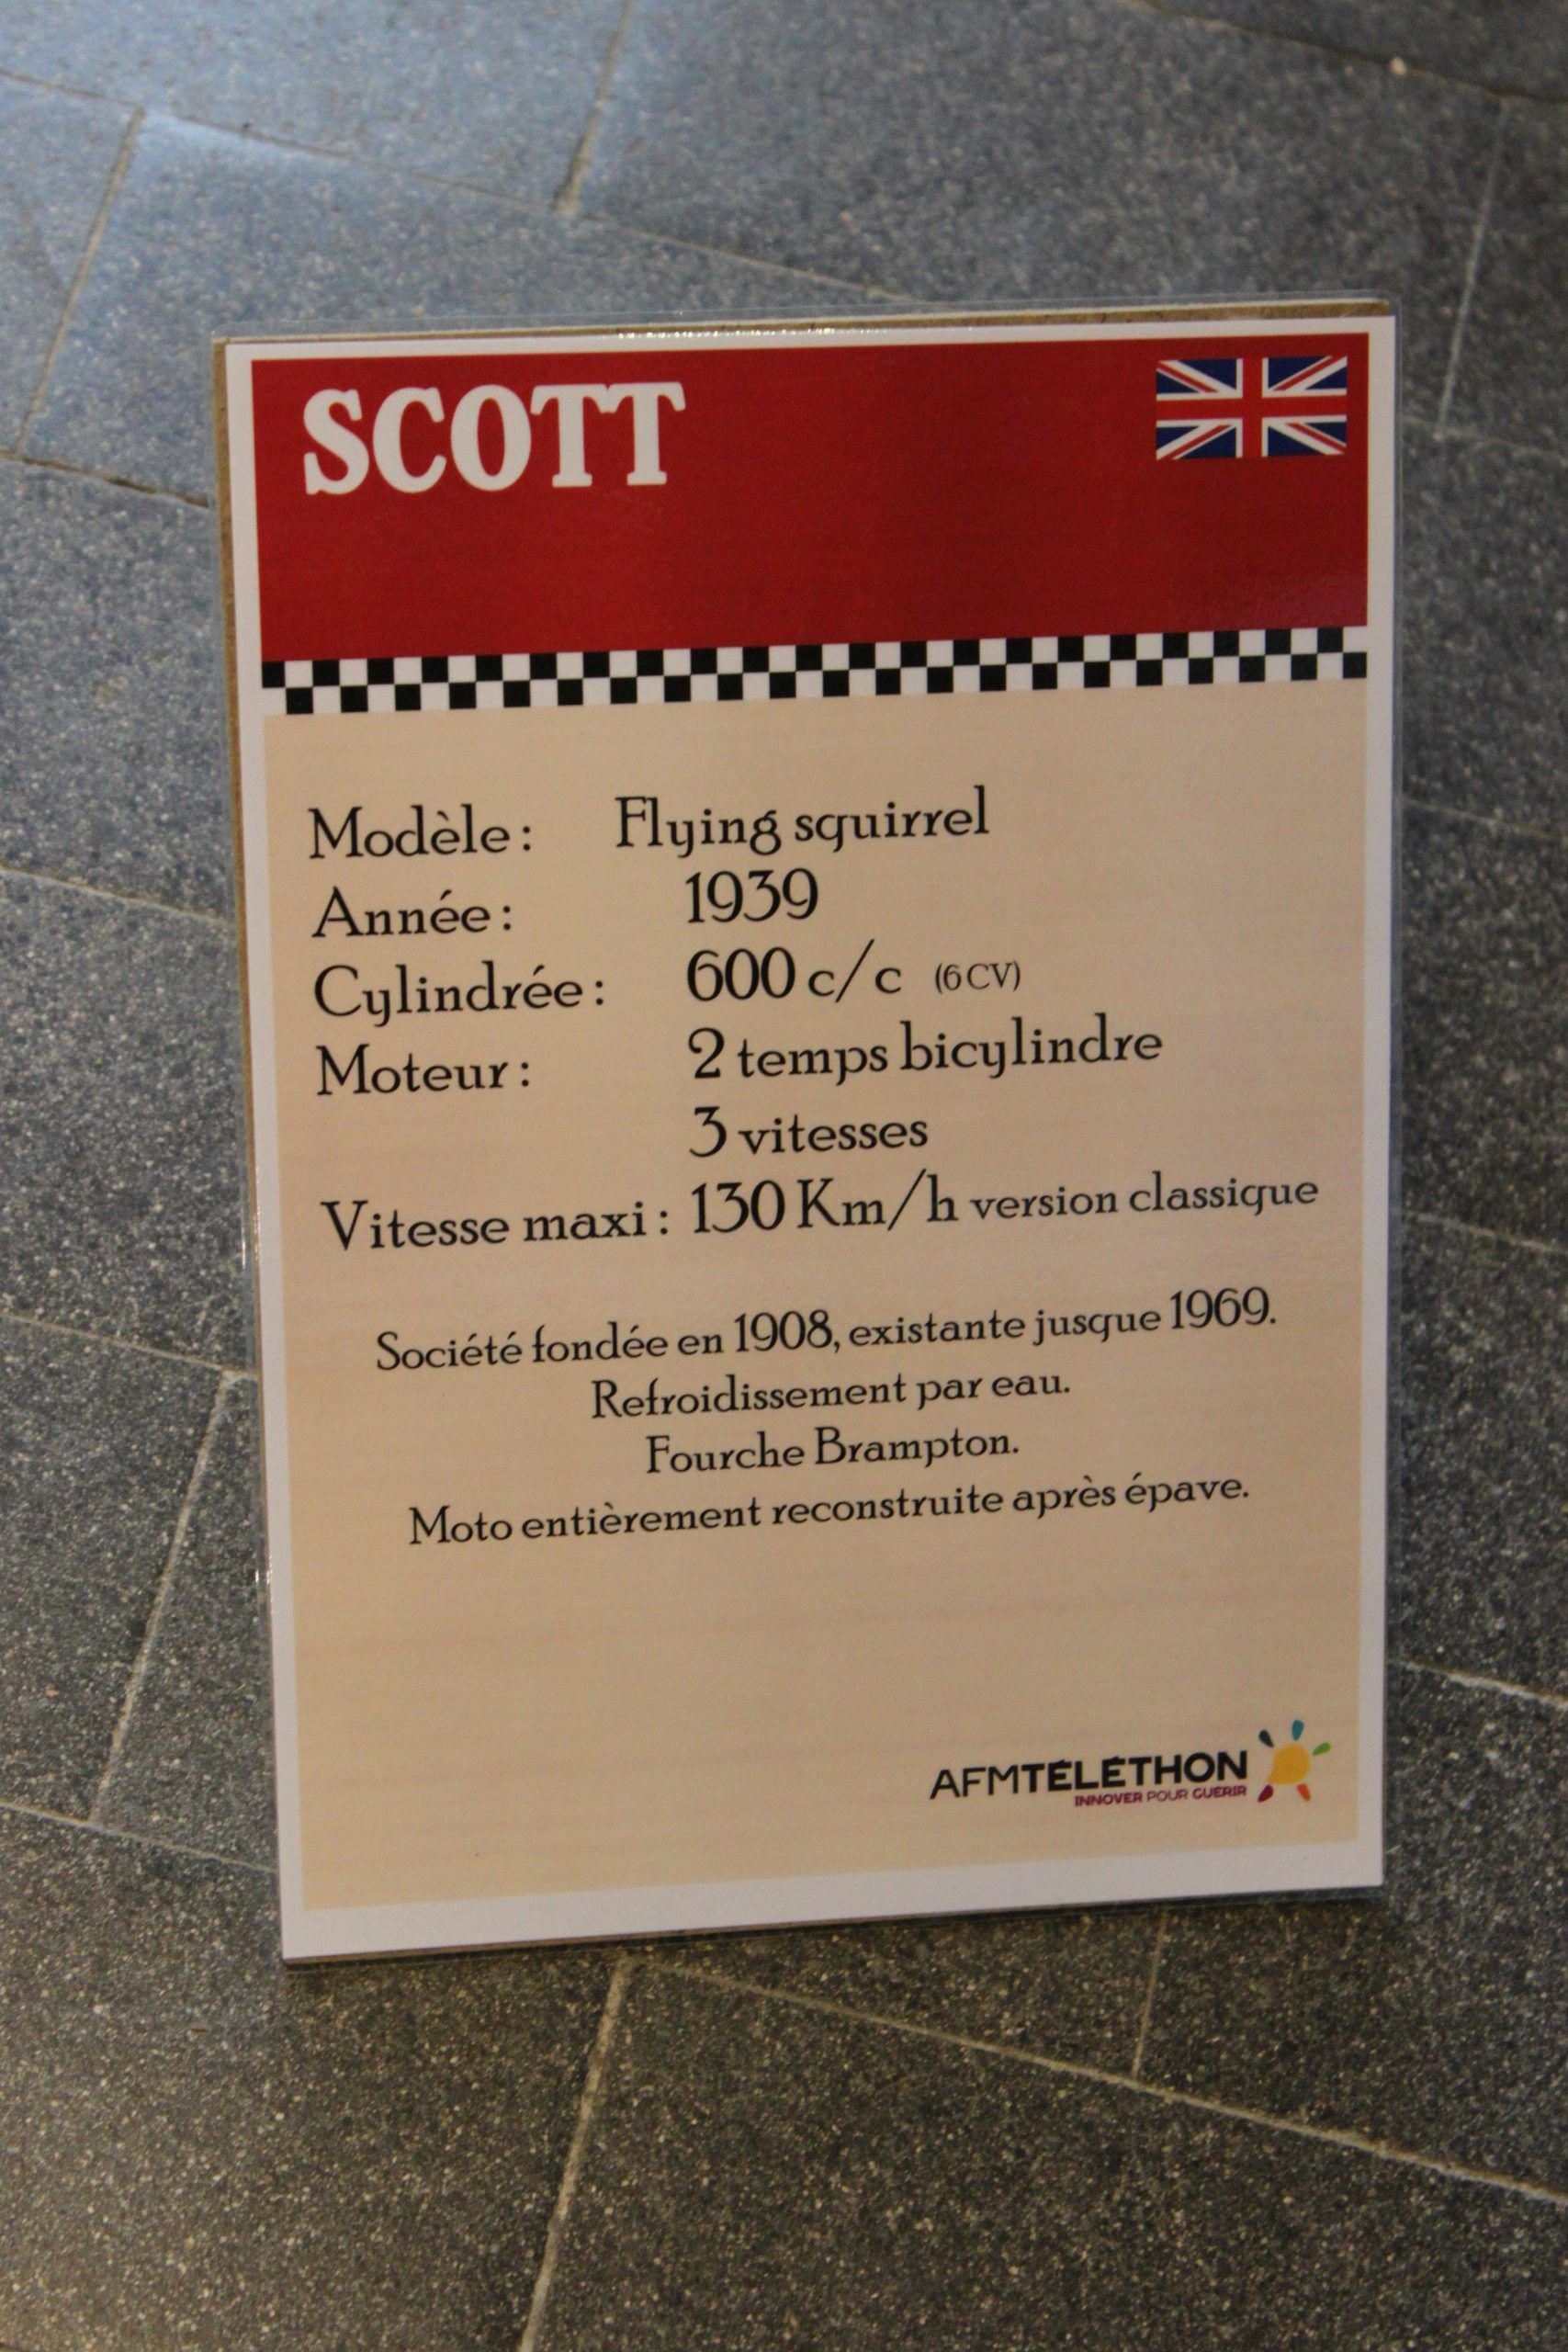 SCOTT
Modèle: Flying squirrel
Année: 1939
Cylindrée: 600 c/c (6 CV)
Moteur: 2 temps bicylindre
3 vitesses
Vitesse maxi: 130 Km/h version classique
Société fondée en 1908, existante jusque 1969.
Refroidissement par eau.
Fourche Brampton.
Moto entièrement reconstruite après épave.
AFMTÉLÉTHON
INNOVER POUR GUÉRIR